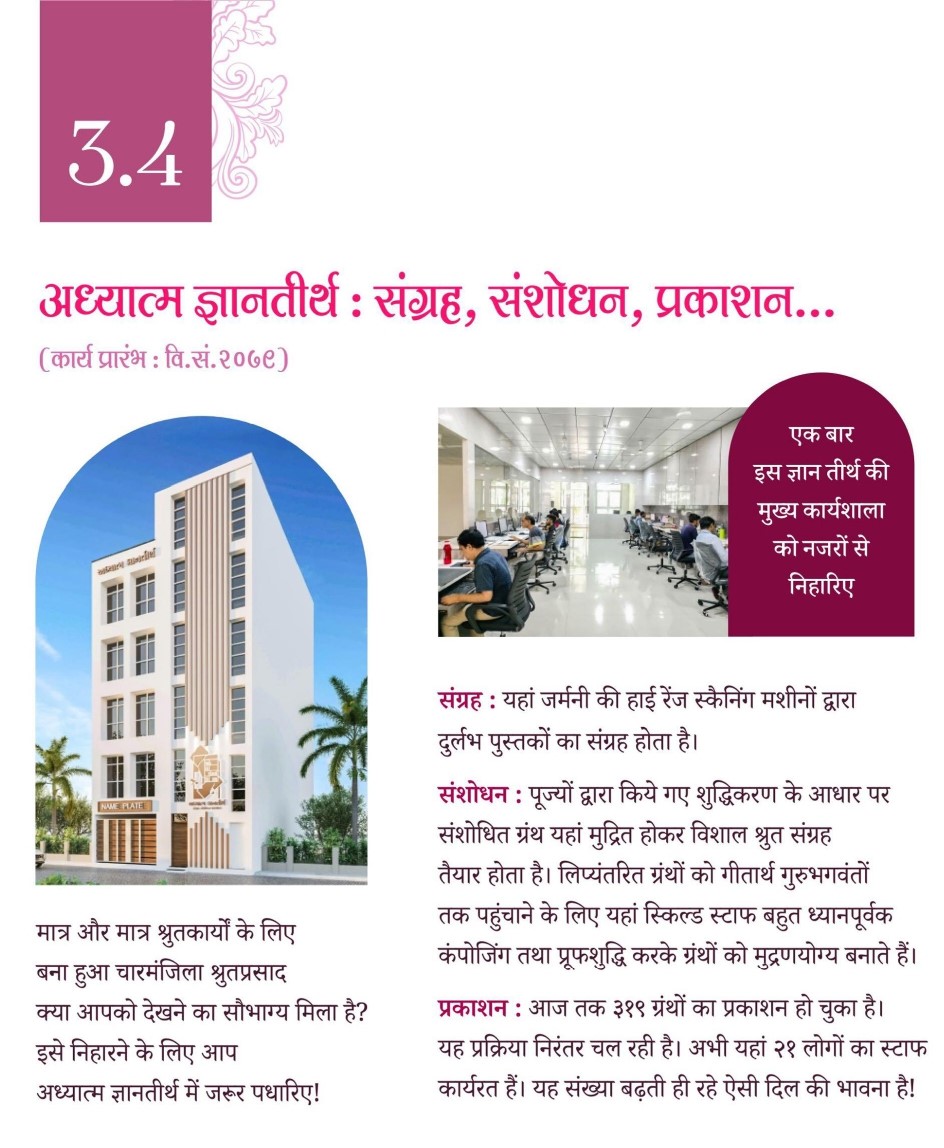 3.4
अध्यात्म ज्ञानतीर्थ : संग्रह, संशोधन, प्रकाशन...
(कार्य प्रारंभ : वि.सं.२०७९)
NAME PLATE
एक बार
इस ज्ञान तीर्थ की
मुख्य कार्यशाला
को नजरों से
निहारिए
मात्र और मात्र श्रुतकार्यों के लिए
बना हुआ चारमंजिला श्रुतप्रसाद
क्या आपको देखने का सौभाग्य मिला है?
इसे निहारने के लिए आप
अध्यात्म ज्ञानतीर्थ में जरूर पधारिए!
संग्रह : यहां जर्मनी की हाई रेंज स्कैनिंग मशीनों द्वारा
दुर्लभ पुस्तकों का संग्रह होता है।
संशोधन : पूज्यों द्वारा किये गए शुद्धिकरण के आधार पर
संशोधित ग्रंथ यहां मुद्रित होकर विशाल श्रुत संग्रह
तैयार होता है। लिप्यंतरित ग्रंथों को गीतार्थ गुरुभगवंतों
तक पहुंचाने के लिए यहां स्किल्ड स्टाफ बहुत ध्यानपूर्वक
कंपोजिंग तथा प्रूफशुद्धि करके ग्रंथों को मुद्रणयोग्य बनाते हैं।
प्रकाशन : आज तक ३१९ ग्रंथों का प्रकाशन हो चुका है।
यह प्रक्रिया निरंतर चल रही है। अभी यहां २१ लोगों का स्टाफ
कार्यरत हैं। यह संख्या बढ़ती ही रहे ऐसी दिल की भावना है!